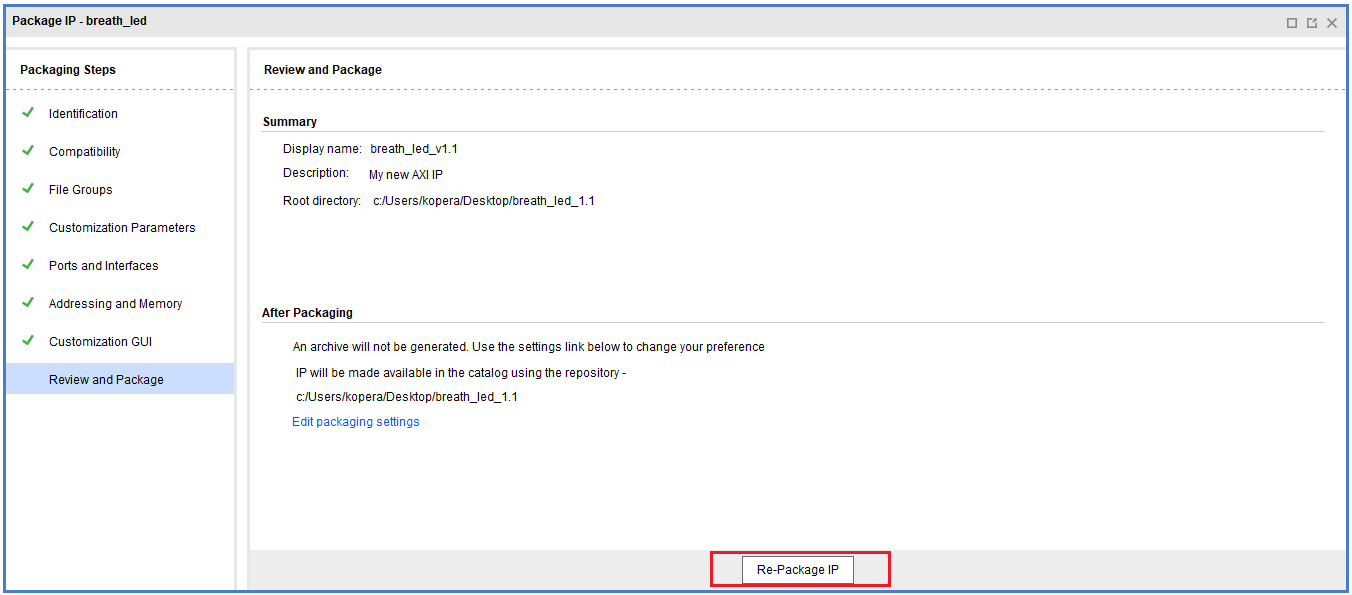 Package IP - breath_led
Packaging Steps
Identification
Compatibility
File Groups
Customization Parameters
Ports and Interfaces
Addressing and Memory
Customization GUI
Review and Package
Review and Package
Summary
Display name: breath_led_v1.1
Description: My new AXI IP
Root directory: c:/Users/kopera/Desktop/breath_led_1.1
After Packaging
An archive will not be generated. Use the settings link below to change your preference
IP will be made available in the catalog using the repository -
c:/Users/kopera/Desktop/breath_led_1.1
Edit packaging settings
Re-Package IP